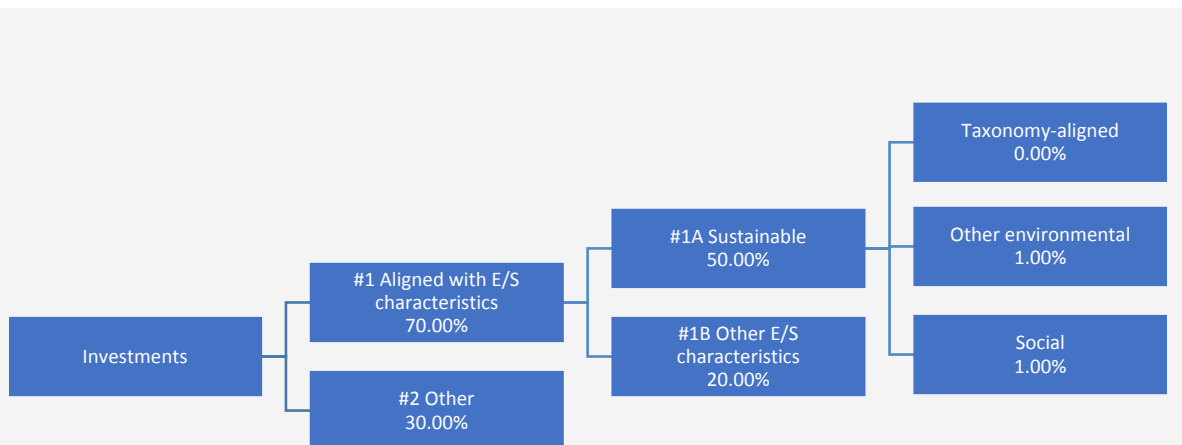 Investments
#1 Aligned with E/S
characteristics
70.00%
#2 Other
30.00%
#1A Sustainable
50.00%
#1B Other E/S
characteristics
20.00%
Taxonomy-aligned
0.00%
Other environmental
1.00%
Social
1.00%